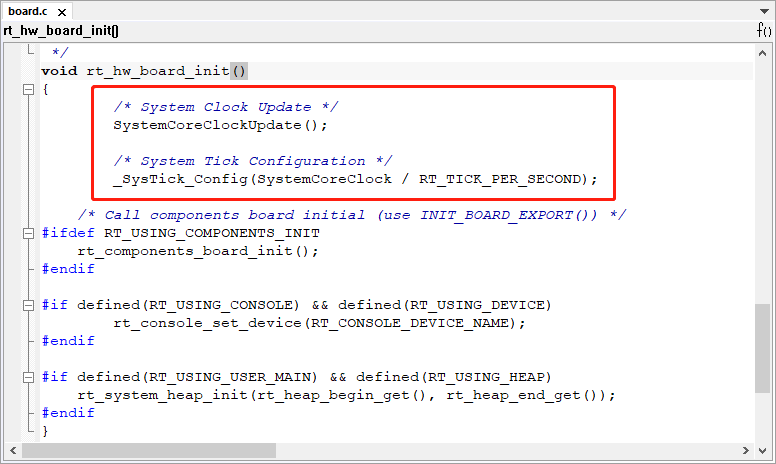 board.c
rt_hw_board_init()
f()
*/
void rt_hw_board_init()
{
/* System Clock Update */
SystemCoreClockUpdate();
/* System Tick Configuration */
_SysTick_Config(SystemCoreClock / RT_TICK_PER_SECOND);
/* Call components board initial (use INIT_BOARD_EXPORT()) */
#ifdef RT_USING_COMPONENTS_INIT
rt_components_board_init();
#endif
#if defined(RT_USING_CONSOLE) && defined(RT_USING_DEVICE)
rt_console_set_device(RT_CONSOLE_DEVICE_NAME);
#endif
#if defined(RT_USING_USER_MAIN) && defined(RT_USING_HEAP)
rt_system_heap_init(rt_heap_begin_get(), rt_heap_end_get());
#endif
}